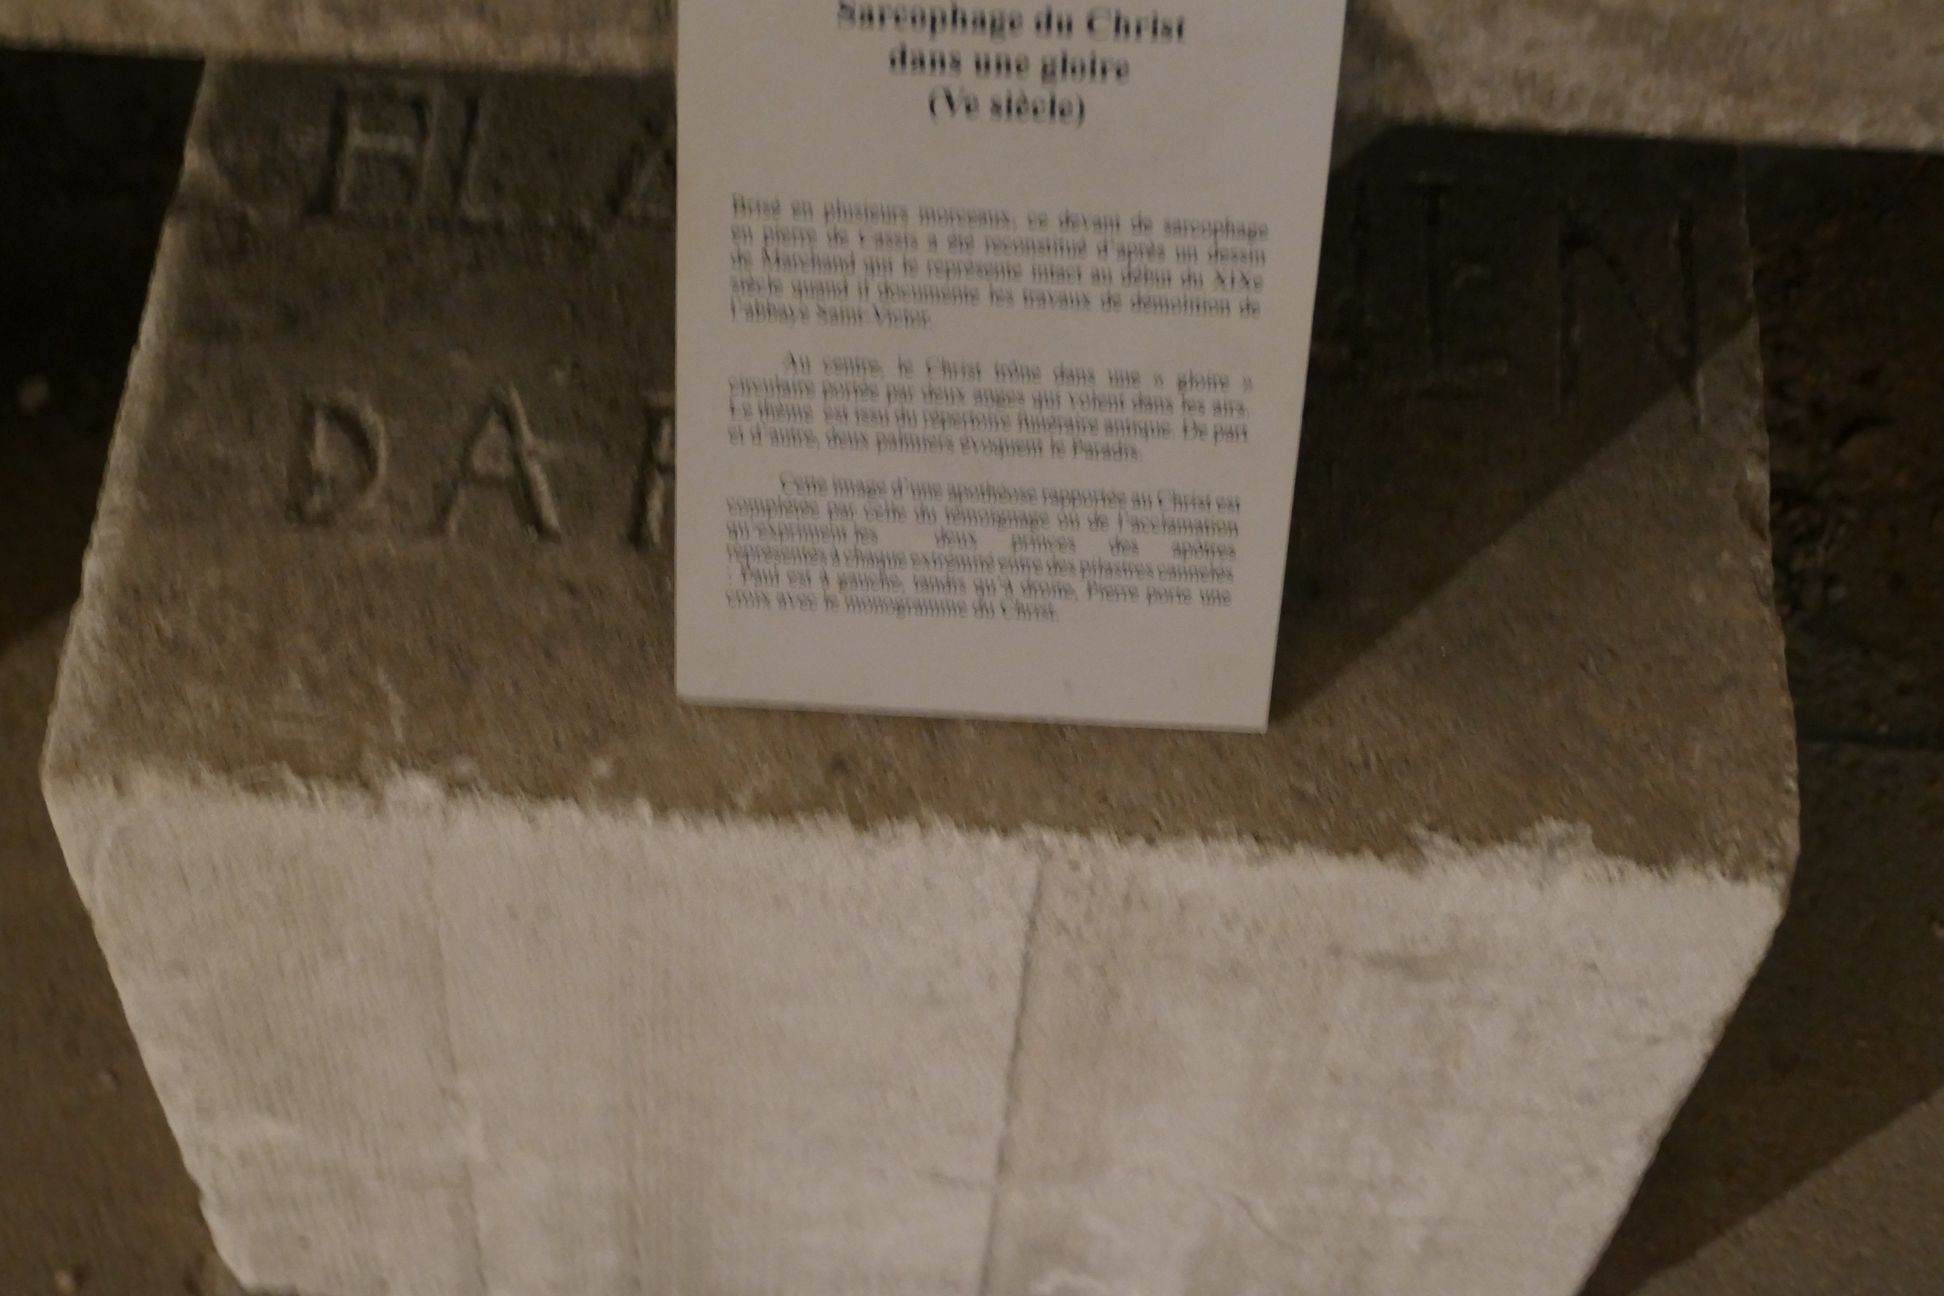 Sarcophage du Christ
dans une gloire
(Ve siècle)
Brisé en plusieurs morceaux, ce devant de sarcophage
en pierre de Cassis a été reconstitué d'après un dessin
de Marchand qui le représente intact au début du XIXe
siècle quand il documente les travaux de démolition de
l'abbaye Saint-Victor.
Au centre, le Christ trône dans une « gloire »
circulaire portée par deux anges qui volent dans les airs.
Le thème est issu du répertoire funéraire antique. De part
et d'autre, deux palmiers évoquent le Paradis.
Cette image d'une apothéose rapportée au Christ est
complétée par celle du témoignage ou de l'acclamation
qu'expriment les deux princes des apôtres
représentés à chaque extrémité entre des pilastres cannelés
: Paul est à gauche, tandis qu'à droite, Pierre porte une
croix avec le monogramme du Christ.
DA